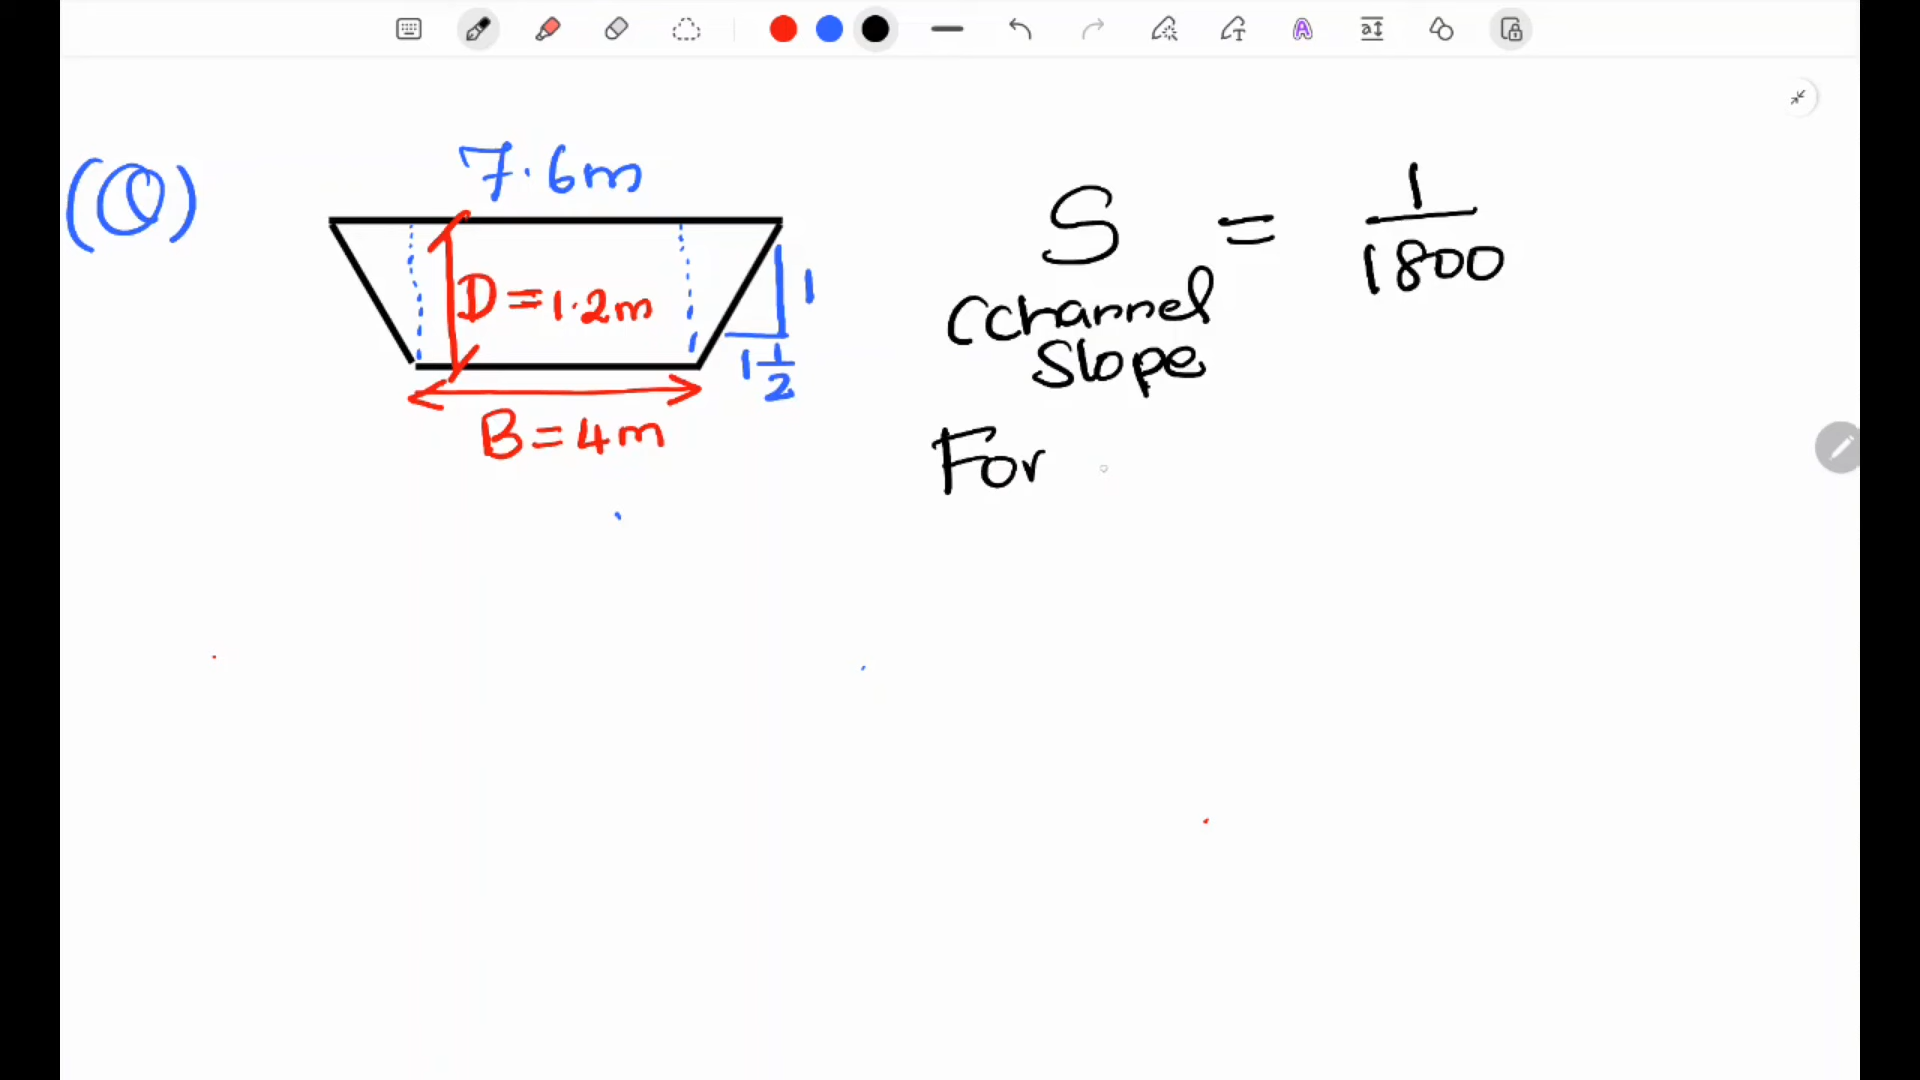 (Q)
7.6m
D=1.2m
1
1 1/2
B=4m
S = 1/1800
(Channel
Slope
For